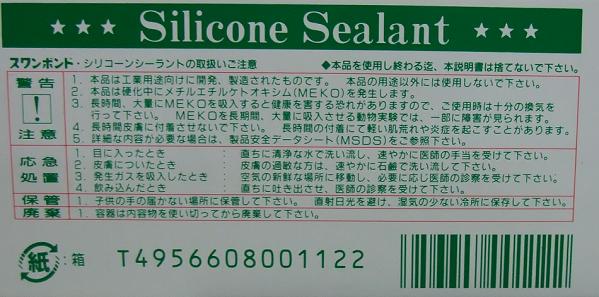 ★★★ Silicone Sealant ★★★
スワンボンド・シリコーンシーラントの取扱いご注意 ◆本品を使用し終わる迄、本説明書は捨てないで下さい。
警告
!
注意
1. 本品は工業用途向けに開発、製造されたものです。 本品の用途以外には使用しないで下さい。
2. 本品は硬化中にメチルエチルケトオキシム(MEKO)を発生します。
3. 長時間、大量にMEKOを吸入すると健康を害する恐れがありますので、ご使用時は十分の換気を
行って下さい。 MEKOを長期間、大量に吸入させる動物実験では、一部に障害が見られます。
4. 長時間皮膚に付着させないで下さい。 長時間の付着にて軽い肌荒れや炎症を起こすことがあります。
5. 詳細な内容が必要な場合は、製品安全データシート(MSDS)をご参照下さい。
応急
処置
1. 目に入ったとき : 直ちに清浄な水で洗い流し、速やかに医師の手当を受けて下さい。
2. 皮膚についたとき : 皮膚の過敏な方は、速やかに石鹸で洗い流して下さい。
3. 発生ガスを吸入したとき : 空気の新鮮な場所に移動し、必要に応じ医師の診察を受けて下さい。
4. 飲み込んだとき : 直ちに吐き出させ、医師の診察を受けて下さい。
保管
1. 子供の手の届かない場所に保管して下さい。 直射日光を避け、湿気の少ない冷所に保存して下さい。
廃棄
1. 容器は内容物を使い切ってから廃棄して下さい。
紙 : 箱 T4956608001122